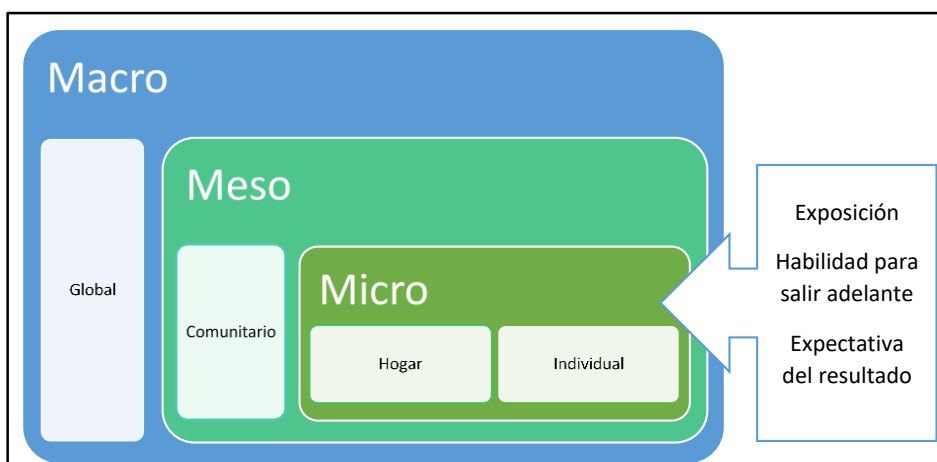 Macro
Global
Meso
Comunitario
Micro
Hogar
Individual
Exposición
Habilidad para
salir adelante
Expectativa
del resultado